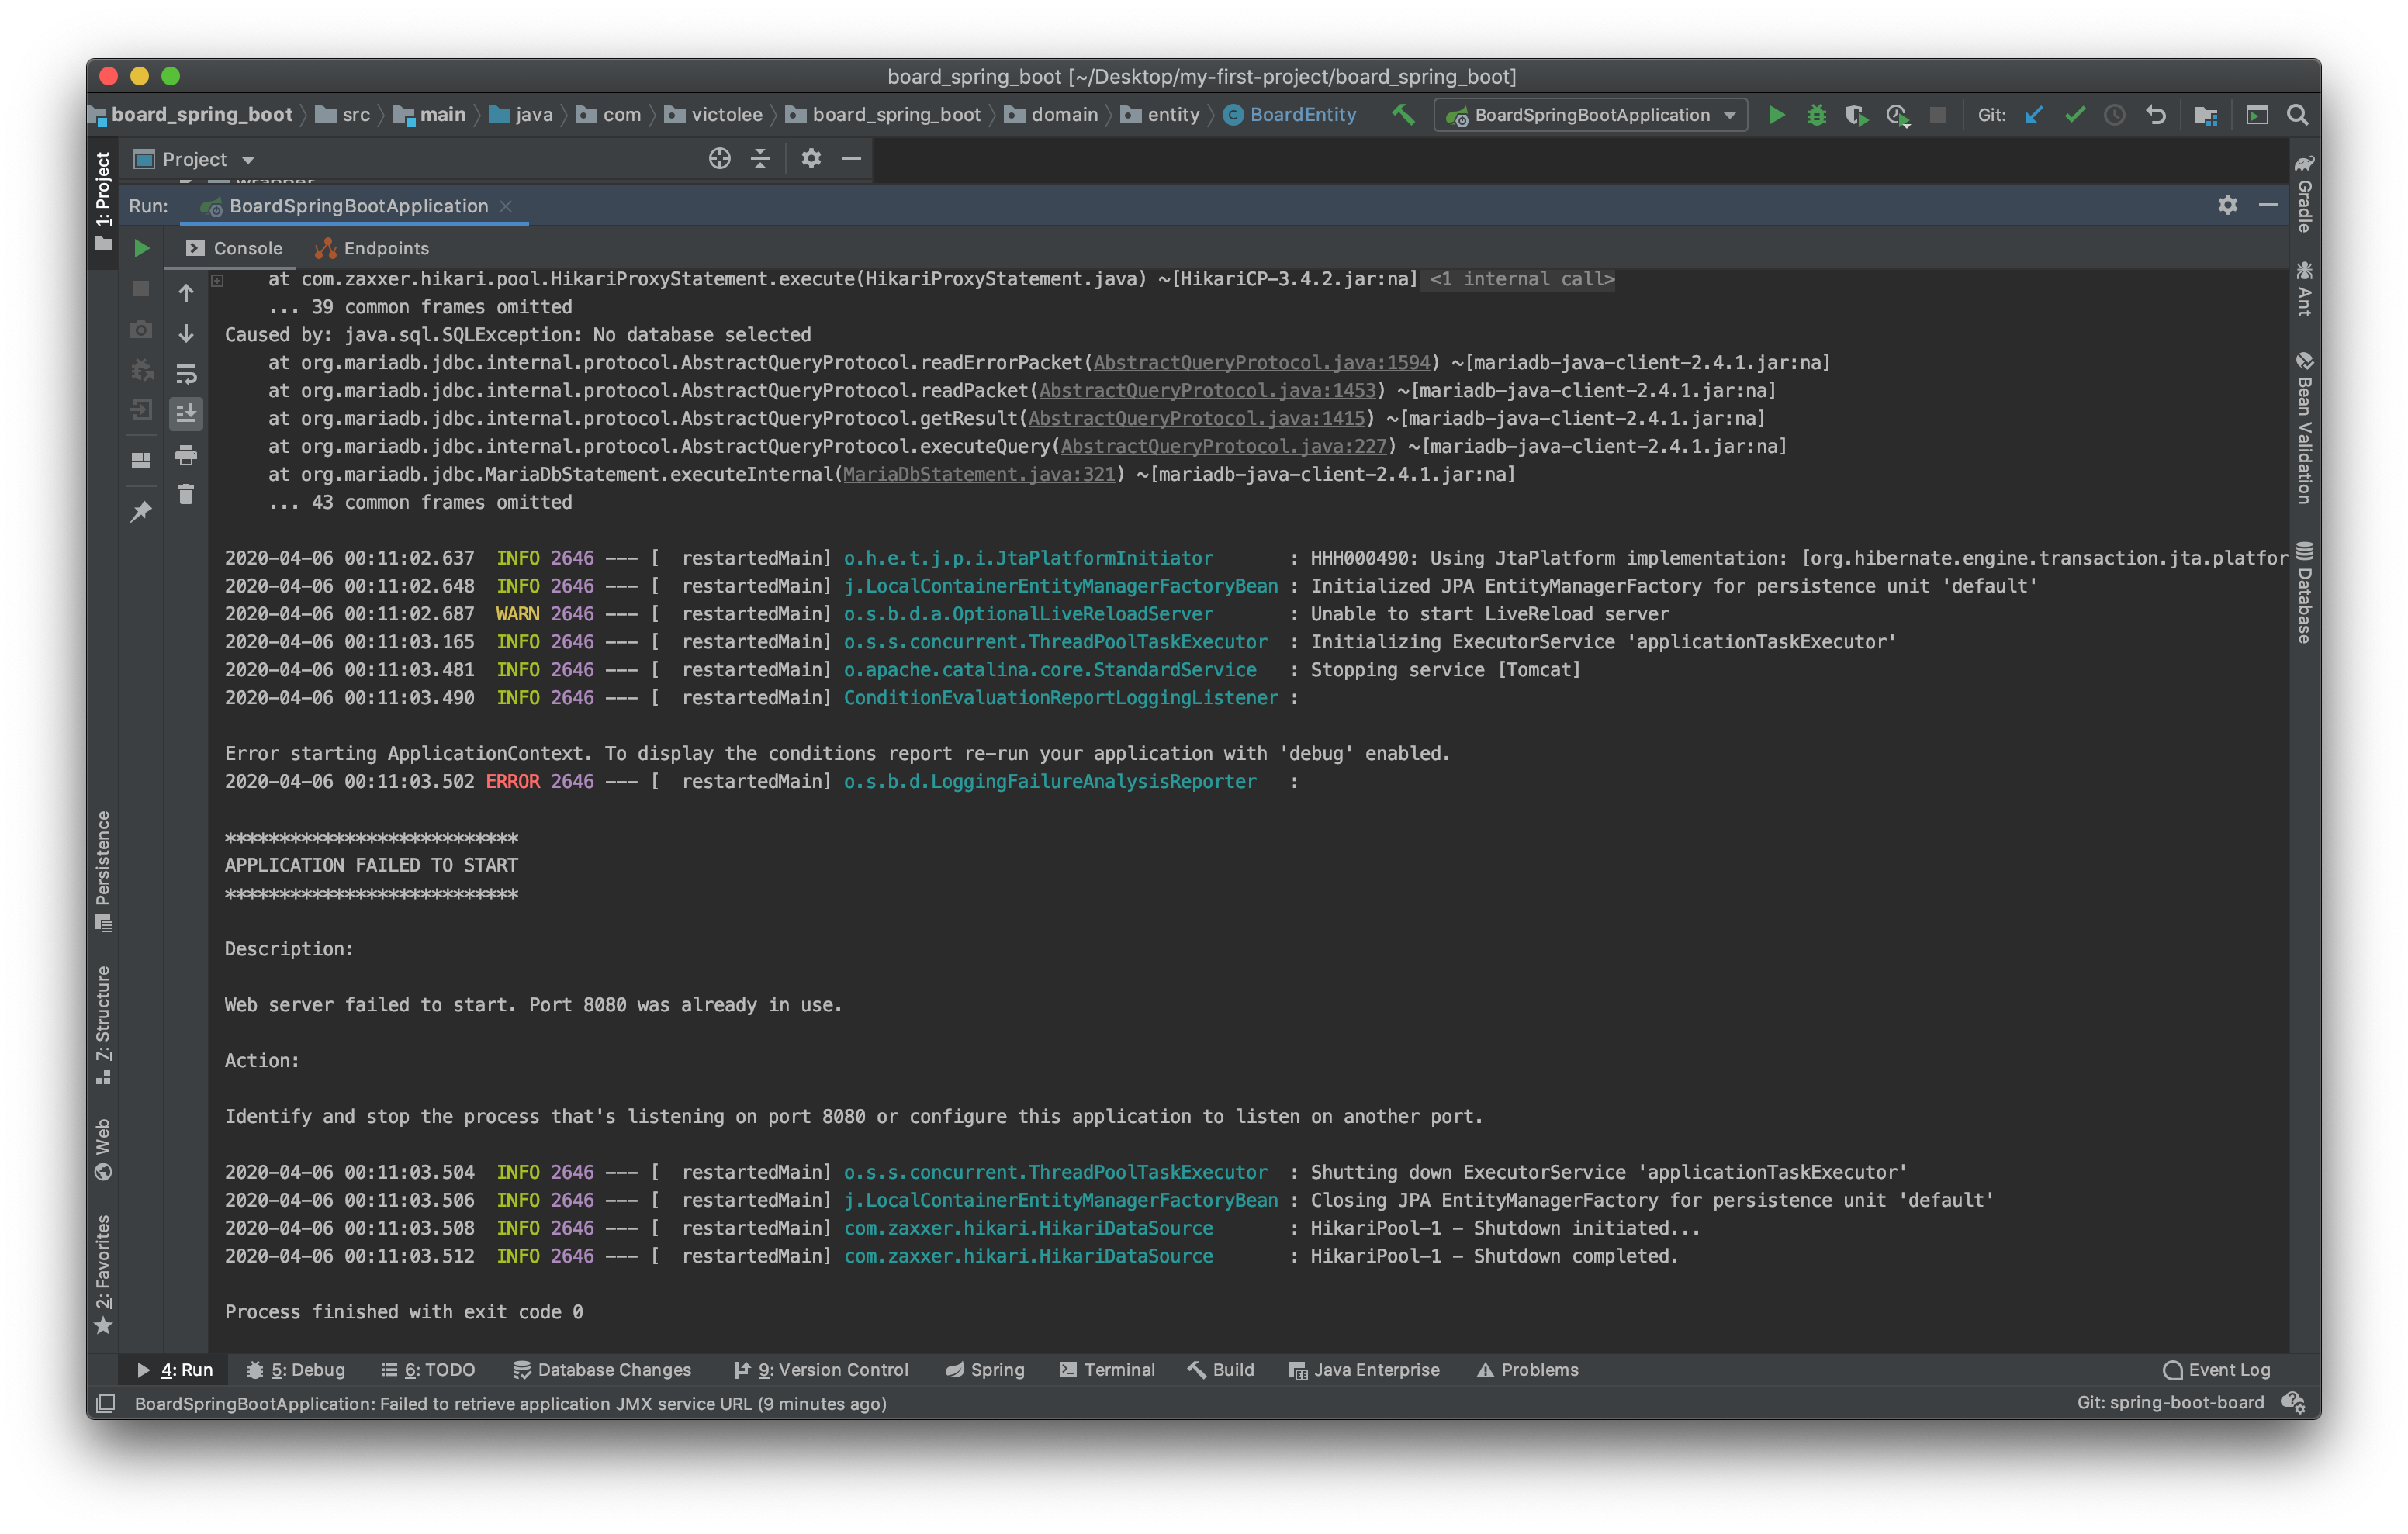 board_spring_boot [~/Desktop/my-first-project/board_spring_boot]
board_spring_boot src main java com victolee board_spring_boot domain entity BoardEntity BoardSpringBootApplication Git:
1: Project
Project
wrapper
Run: BoardSpringBootApplication
Console Endpoints
at com.zaxxer.hikari.pool.HikariProxyStatement.execute(HikariProxyStatement.java) ~[HikariCP-3.4.2.jar:na] <1 internal call>
... 39 common frames omitted
Caused by: java.sql.SQLException: No database selected
at org.mariadb.jdbc.internal.protocol.AbstractQueryProtocol.readErrorPacket(AbstractQueryProtocol.java:1594) ~[mariadb-java-client-2.4.1.jar:na]
at org.mariadb.jdbc.internal.protocol.AbstractQueryProtocol.readPacket(AbstractQueryProtocol.java:1453) ~[mariadb-java-client-2.4.1.jar:na]
at org.mariadb.jdbc.internal.protocol.AbstractQueryProtocol.getResult(AbstractQueryProtocol.java:1415) ~[mariadb-java-client-2.4.1.jar:na]
at org.mariadb.jdbc.internal.protocol.AbstractQueryProtocol.executeQuery(AbstractQueryProtocol.java:227) ~[mariadb-java-client-2.4.1.jar:na]
at org.mariadb.jdbc.MariaDbStatement.executeInternal(MariaDbStatement.java:321) ~[mariadb-java-client-2.4.1.jar:na]
... 43 common frames omitted
2020-04-06 00:11:02.637  INFO 2646 --- [  restartedMain] o.h.e.t.j.p.i.JtaPlatformInitiator       : HHH000490: Using JtaPlatform implementation: [org.hibernate.engine.transaction.jta.platfor
2020-04-06 00:11:02.648  INFO 2646 --- [  restartedMain] j.LocalContainerEntityManagerFactoryBean : Initialized JPA EntityManagerFactory for persistence unit 'default'
2020-04-06 00:11:02.687  WARN 2646 --- [  restartedMain] o.s.b.d.a.OptionalLiveReloadServer       : Unable to start LiveReload server
2020-04-06 00:11:03.165  INFO 2646 --- [  restartedMain] o.s.s.concurrent.ThreadPoolTaskExecutor  : Initializing ExecutorService 'applicationTaskExecutor'
2020-04-06 00:11:03.481  INFO 2646 --- [  restartedMain] o.apache.catalina.core.StandardService   : Stopping service [Tomcat]
2020-04-06 00:11:03.490  INFO 2646 --- [  restartedMain] ConditionEvaluationReportLoggingListener :
Error starting ApplicationContext. To display the conditions report re-run your application with 'debug' enabled.
2020-04-06 00:11:03.502 ERROR 2646 --- [  restartedMain] o.s.b.d.LoggingFailureAnalysisReporter   :
***************************
APPLICATION FAILED TO START
***************************
Description:
Web server failed to start. Port 8080 was already in use.
Action:
Identify and stop the process that's listening on port 8080 or configure this application to listen on another port.
2020-04-06 00:11:03.504  INFO 2646 --- [  restartedMain] o.s.s.concurrent.ThreadPoolTaskExecutor  : Shutting down ExecutorService 'applicationTaskExecutor'
2020-04-06 00:11:03.506  INFO 2646 --- [  restartedMain] j.LocalContainerEntityManagerFactoryBean : Closing JPA EntityManagerFactory for persistence unit 'default'
2020-04-06 00:11:03.508  INFO 2646 --- [  restartedMain] com.zaxxer.hikari.HikariDataSource       : HikariPool-1 - Shutdown initiated...
2020-04-06 00:11:03.512  INFO 2646 --- [  restartedMain] com.zaxxer.hikari.HikariDataSource       : HikariPool-1 - Shutdown completed.
Process finished with exit code 0
Persistence
7: Structure
Web
2: Favorites
Gradle
Ant
Bean Validation
Database
4: Run 5: Debug 6: TODO Database Changes 9: Version Control Spring Terminal Build Java Enterprise Problems Event Log
BoardSpringBootApplication: Failed to retrieve application JMX service URL (9 minutes ago) Git: spring-boot-board